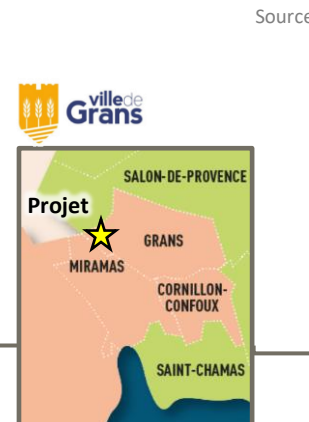 Source
ville de
Grans
SALON-DE-PROVENCE
Projet
GRANS
MIRAMAS
CORNILLON-
CONFOUX
SAINT-CHAMAS